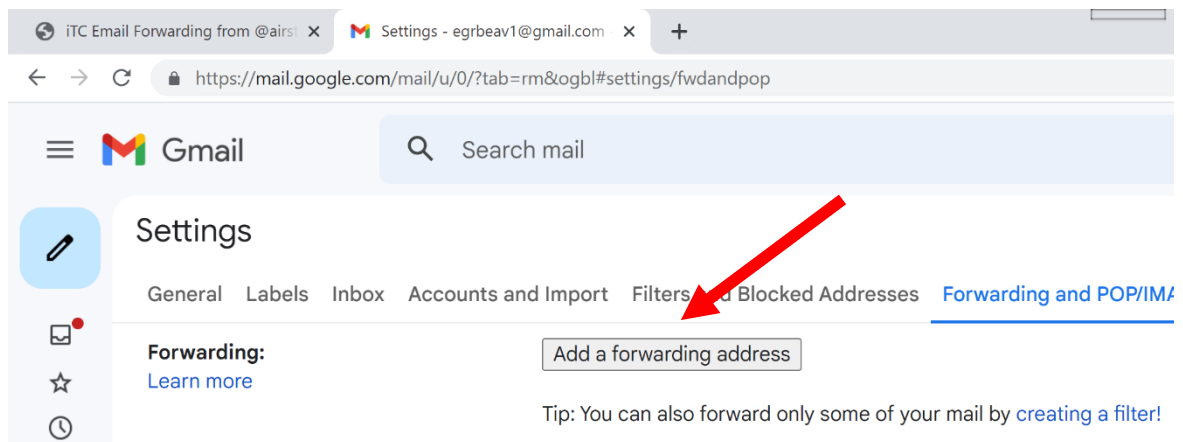 iTC Email Forwarding from @airst
Settings - egrbeav1@gmail.com
https://mail.google.com/mail/u/0/?tab=rm&ogbl#settings/fwdandpop
Gmail
Search mail
Settings
General Labels Inbox Accounts and Import Filters and Blocked Addresses Forwarding and POP/IMA
Forwarding:
Add a forwarding address
Learn more
Tip: You can also forward only some of your mail by creating a filter!